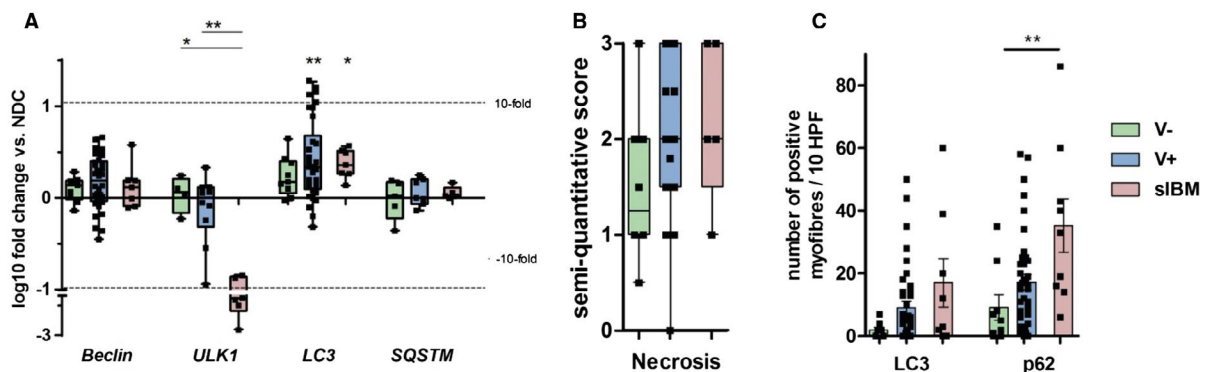 A
B
C
log10 fold change vs. NDC
1
0
-1
-3
** 
*
**
*
10-fold
-10-fold
Beclin
ULK1
LC3
SQSTM
semi-quantitative score
3
2
1
0
Necrosis
number of positive
myofibres / 10 HPF
80
60
40
20
0
**
LC3
p62
V-
V+
sIBM